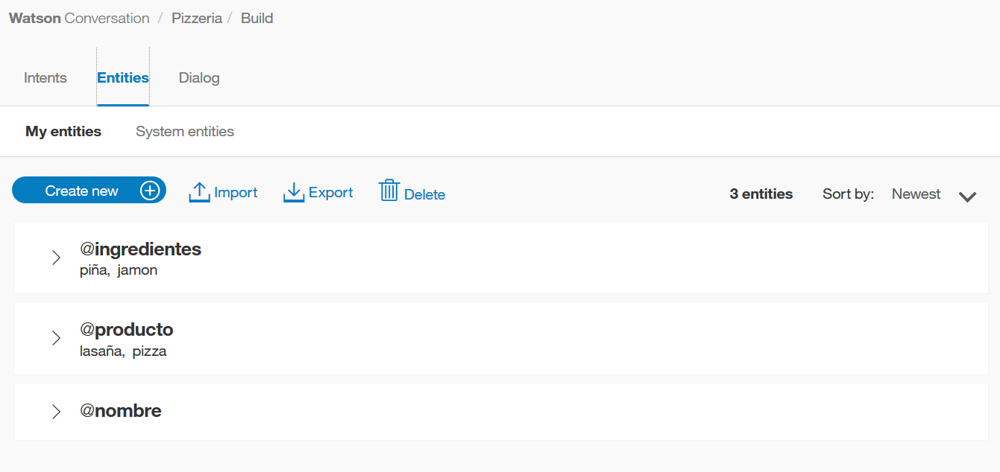 Watson Conversation / Pizzeria / Build
Intents Entities Dialog
My entities System entities
Create new Import Export Delete 3 entities Sort by: Newest
@ingredientes
piña, jamon
@producto
lasaña, pizza
@nombre